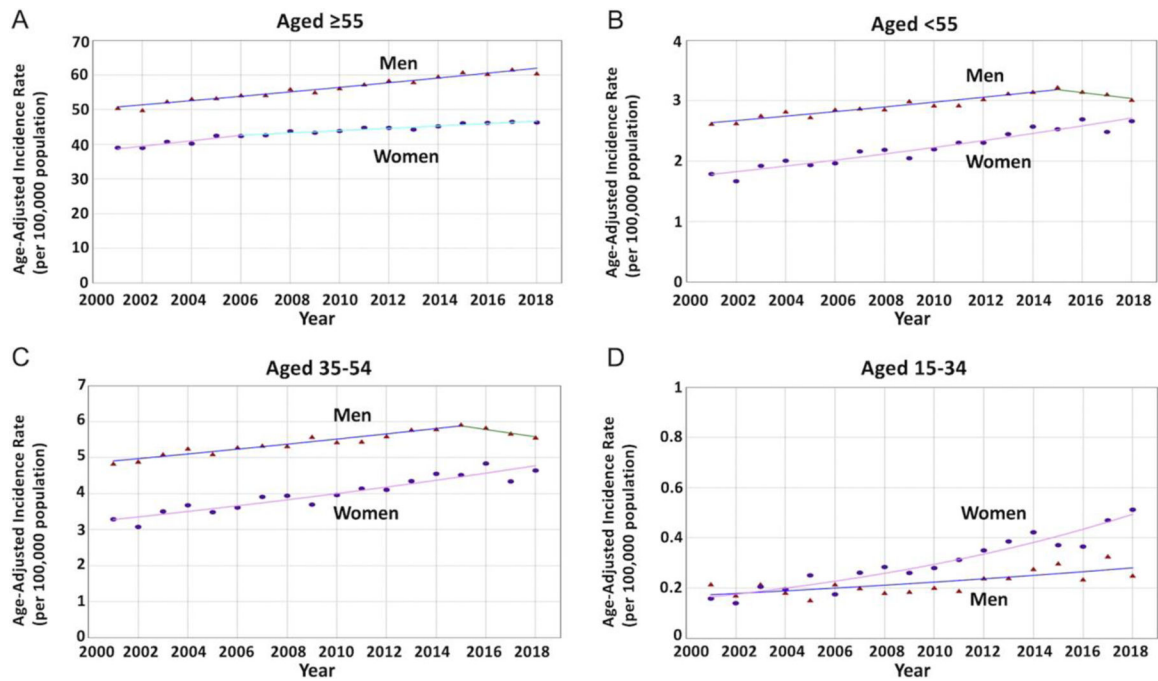 A
Aged ≥55
Age-Adjusted Incidence Rate
(per 100,000 population)
70
60
50
40
30
20
10
0
Men
Women
2000 2002 2004 2006 2008 2010 2012 2014 2016 2018
Year
B
Aged <55
Age-Adjusted Incidence Rate
(per 100,000 population)
4
3
2
1
0
Men
Women
2000 2002 2004 2006 2008 2010 2012 2014 2016 2018
Year
C
Aged 35-54
Age-Adjusted Incidence Rate
(per 100,000 population)
7
6
5
4
3
2
1
0
Men
Women
2000 2002 2004 2006 2008 2010 2012 2014 2016 2018
Year
D
Aged 15-34
Age-Adjusted Incidence Rate
(per 100,000 population)
1
0.8
0.6
0.4
0.2
0
Women
Men
2000 2002 2004 2006 2008 2010 2012 2014 2016 2018
Year